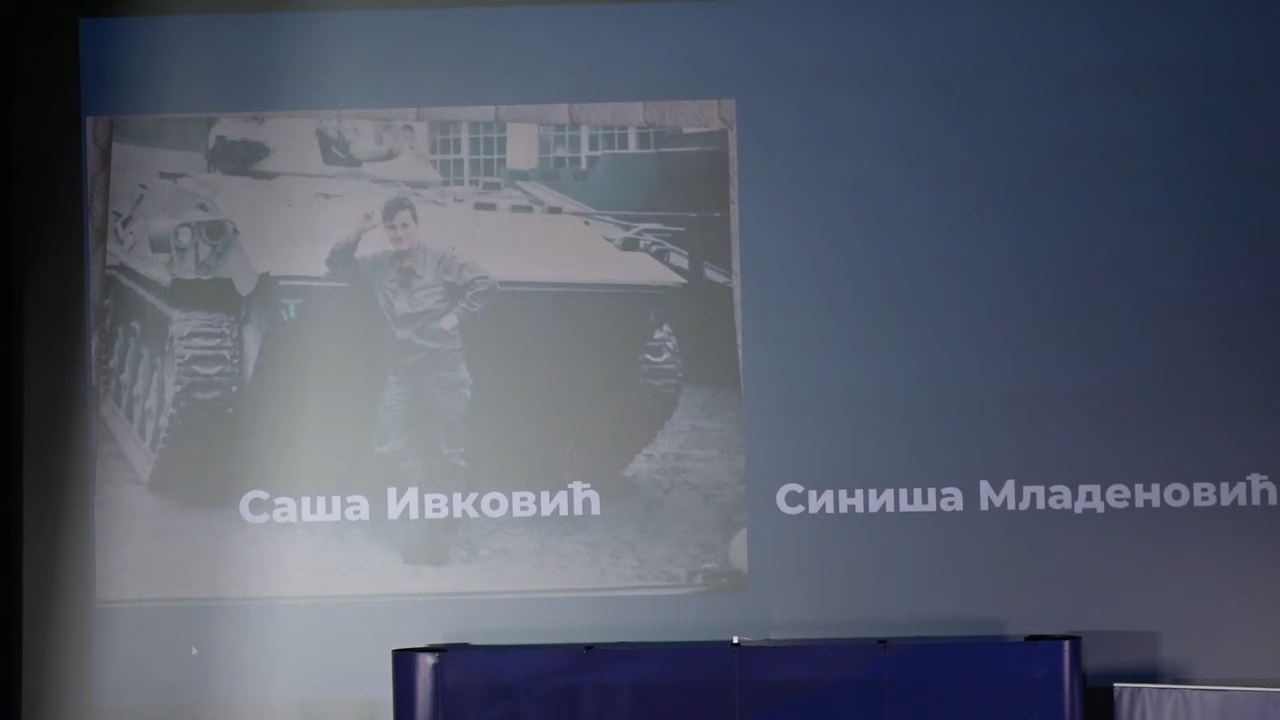 Саша Ивковић
Синиша Младеновић